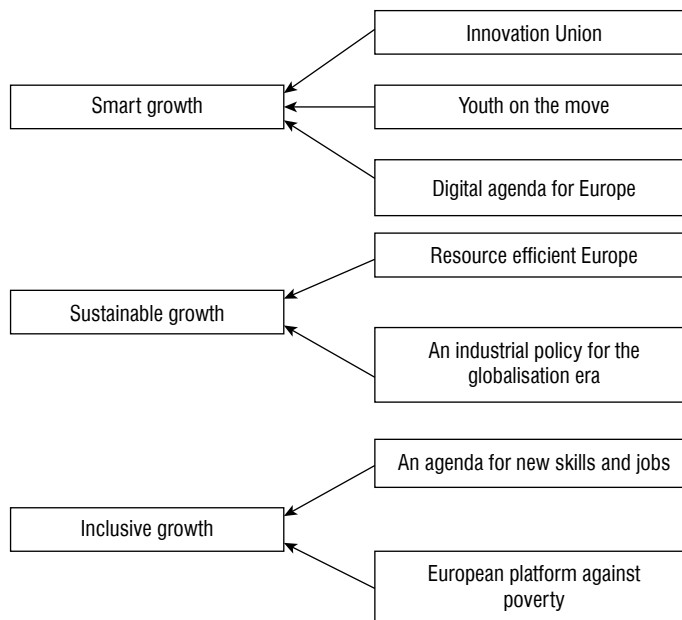 Innovation Union
Smart growth
Youth on the move
Digital agenda for Europe
Resource efficient Europe
Sustainable growth
An industrial policy for the
globalisation era
An agenda for new skills and jobs
Inclusive growth
European platform against
poverty